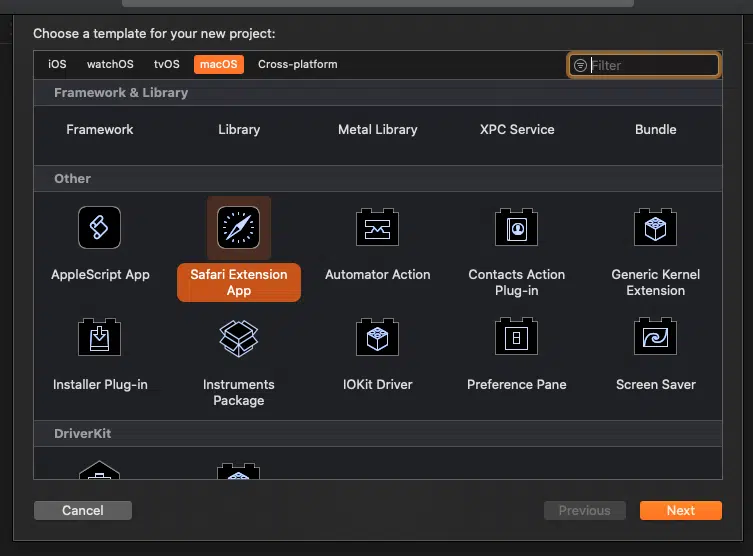 Choose a template for your new project:
iOS watchOS tvOS macOS Cross-platform Filter
Framework & Library
Framework Library Metal Library XPC Service Bundle
Other
AppleScript App Safari Extension App Automator Action Contacts Action Plug-in Generic Kernel Extension
Installer Plug-in Instruments Package IOKit Driver Preference Pane Screen Saver
DriverKit
Cancel Previous Next